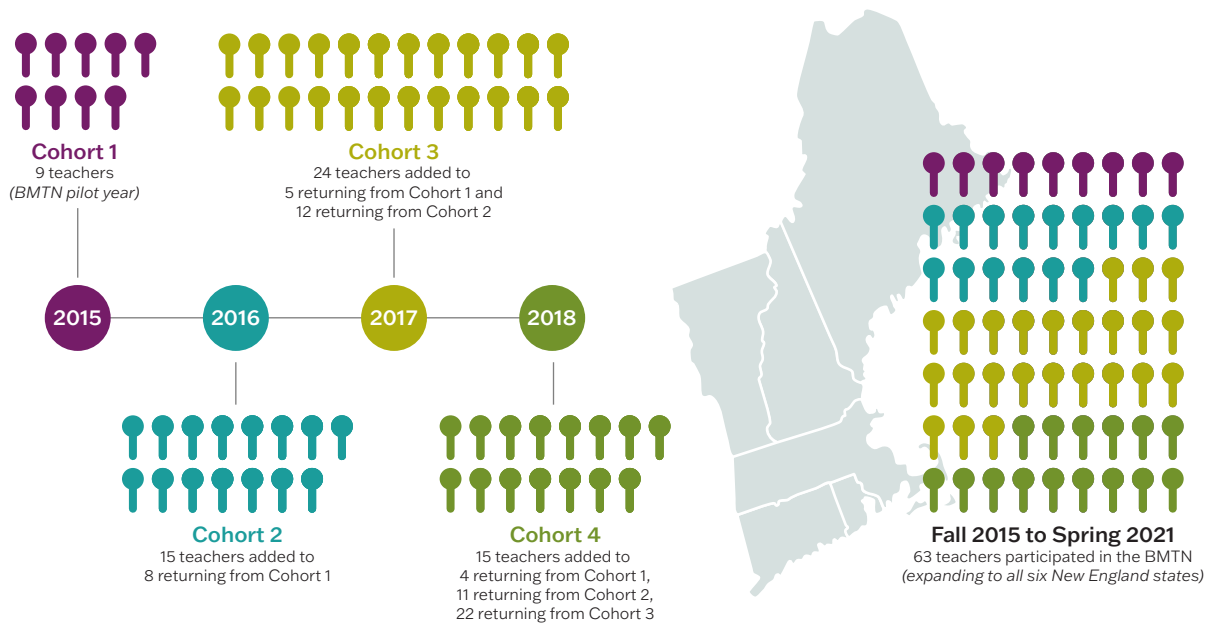 Cohort 1
9 teachers
(BMTN pilot year)
Cohort 3
24 teachers added to
5 returning from Cohort 1 and
12 returning from Cohort 2
2015
2016
2017
2018
Cohort 2
15 teachers added to
8 returning from Cohort 1
Cohort 4
15 teachers added to
4 returning from Cohort 1,
11 returning from Cohort 2,
22 returning from Cohort 3
Fall 2015 to Spring 2021
63 teachers participated in the BMTN
(expanding to all six New England states)